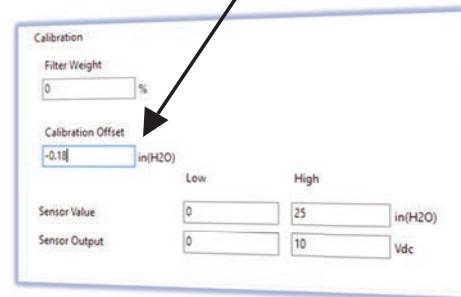 Calibration
Filter Weight
0 %
Calibration Offset
-0.18 in(H2O)
Low High
Sensor Value 0 25 in(H2O)
Sensor Output 0 10 Vdc